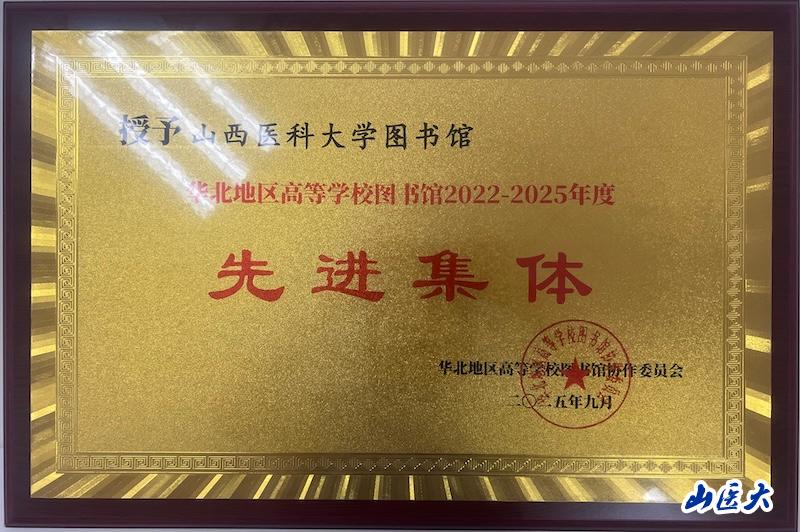 授予 山西医科大学图书馆
华北地区高等学校图书馆2022-2025年度
先进集体
华北地区高等学校图书馆协作委员会
二〇二五年九月
山医大